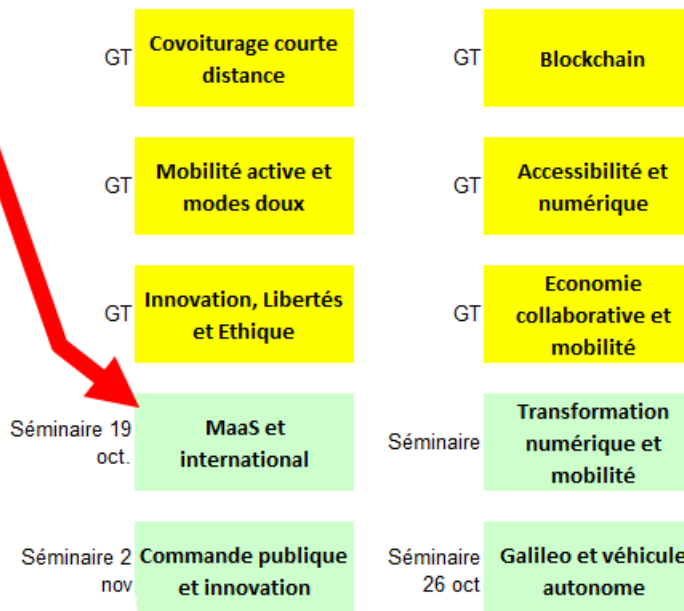 GT
Covoiturage courte
distance
GT
Blockchain
GT
Mobilité active et
modes doux
GT
Accessibilité et
numérique
GT
Innovation, Libertés
et Ethique
GT
Economie
collaborative et
mobilité
Séminaire 19
oct.
MaaS et
international
Séminaire
Transformation
numérique et
mobilité
Séminaire 2
nov
Commande publique
et innovation
Séminaire
26 oct
Galileo et véhicule
autonome